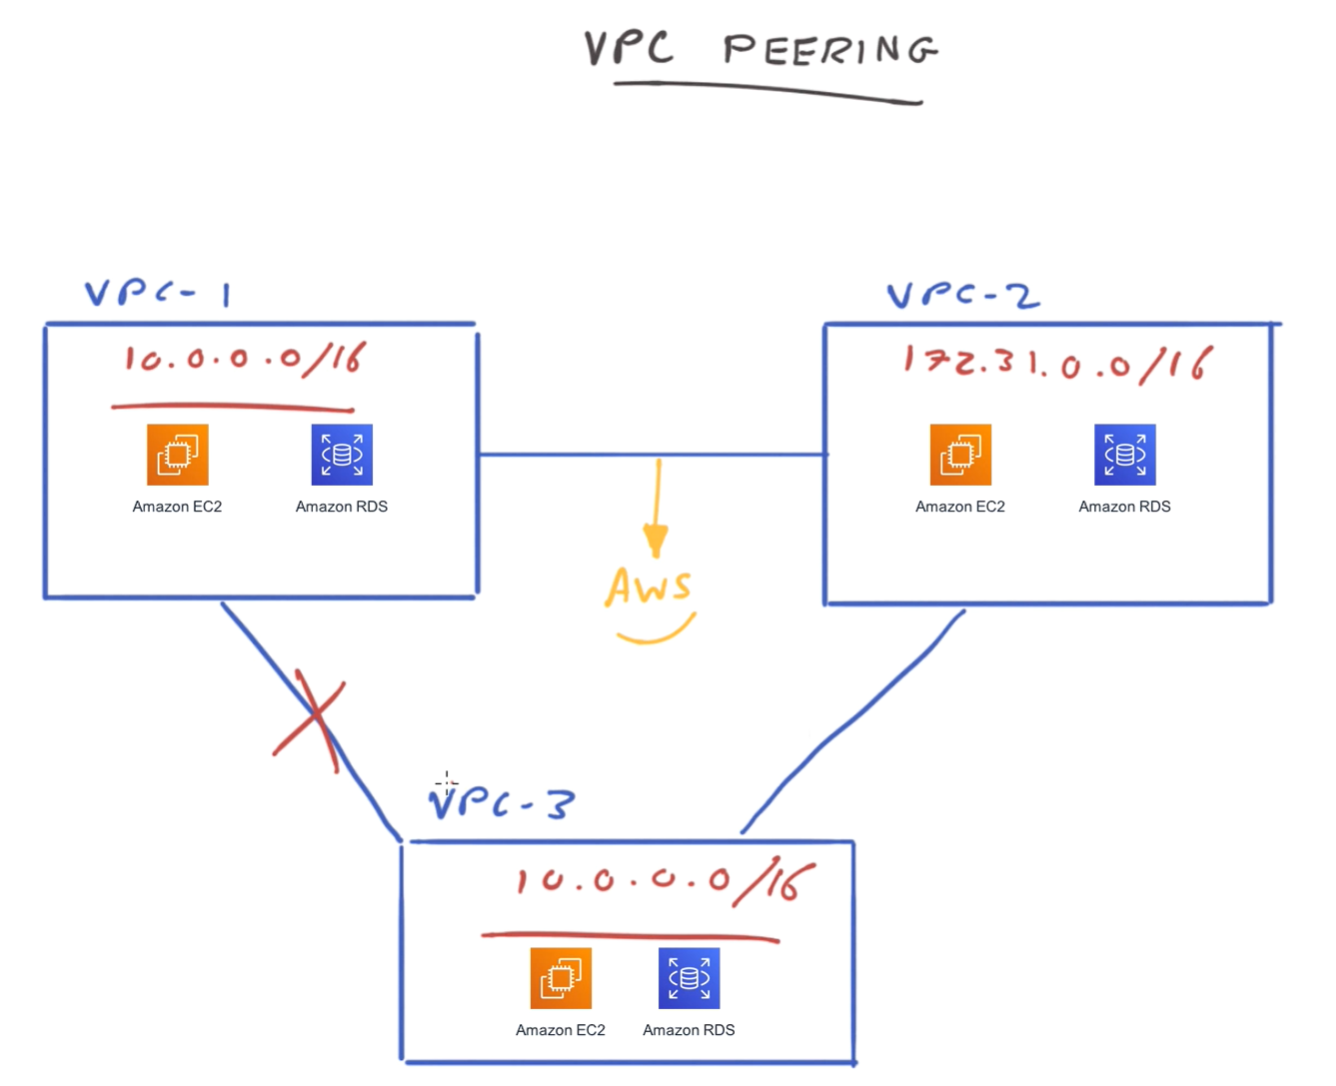 VPC PEERING
VPC-1
10.0.0.0/16
Amazon EC2
Amazon RDS
VPC-2
172.31.0.0/16
Amazon EC2
Amazon RDS
Aws
VPC-3
10.0.0.0/16
Amazon EC2
Amazon RDS